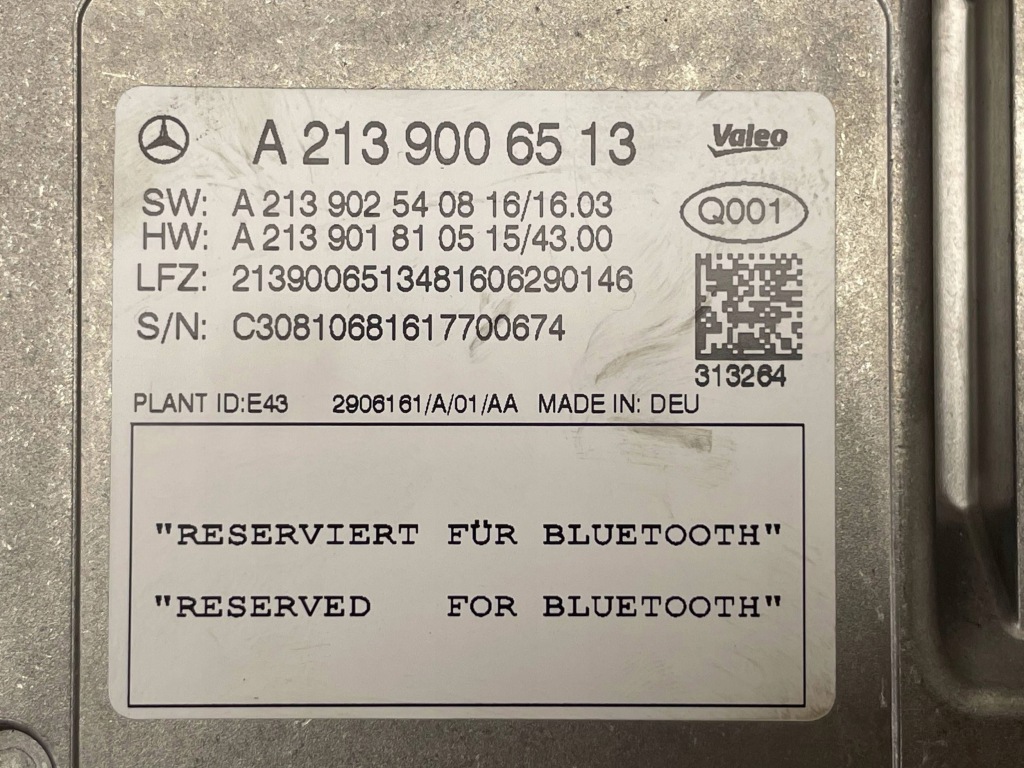 A 213 900 65 13
Valeo
SW: A 213 902 54 08 16/16.03
Q001
HW: A 213 901 81 05 15/43.00
LFZ: 2139006513481606290146
S/N: C30810681617700674
313264
PLANT ID:E43 2906161/A/01/AA MADE IN: DEU
"RESERVIERT FÜR BLUETOOTH"
"RESERVED FOR BLUETOOTH"